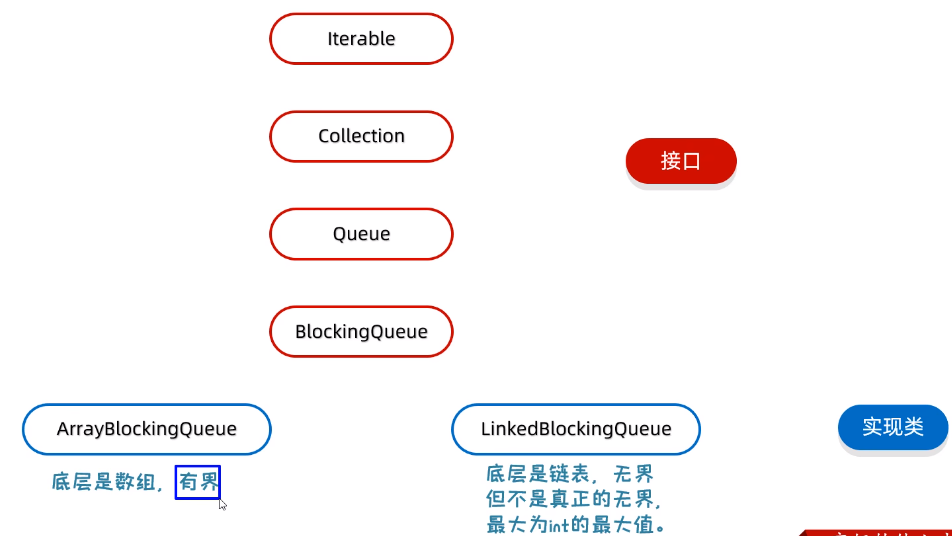 Iterable
Collection
接口
Queue
BlockingQueue
ArrayBlockingQueue
LinkedBlockingQueue
实现类
底层是数组，有界
底层是链表，无界
但不是真正的无界，
最大为int的最大值。